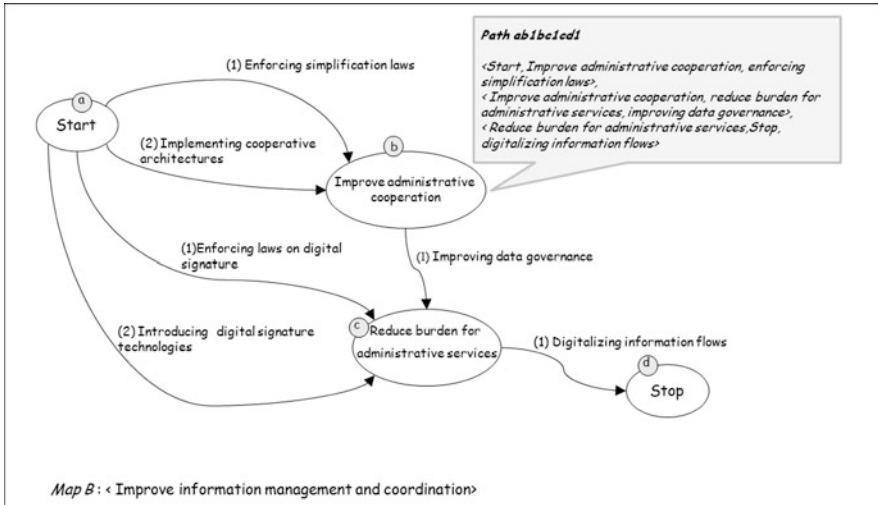 Path ab1bc1cd1
<Start, Improve administrative cooperation, enforcing
simplification laws>,
< Improve administrative cooperation, reduce burden for
administrative services, improving data governance>,
< Reduce burden for administrative services,Stop,
digitalizing information flows>
(1) Enforcing simplification laws
a
Start
(2) Implementing cooperative
architectures
b
Improve administrative
cooperation
(1)Enforcing laws on digital
signature
(1) Improving data governance
(2) Introducing digital signature
technologies
c
Reduce burden for
administrative services
(1) Digitalizing information flows
d
Stop
Map B : < Improve information management and coordination>